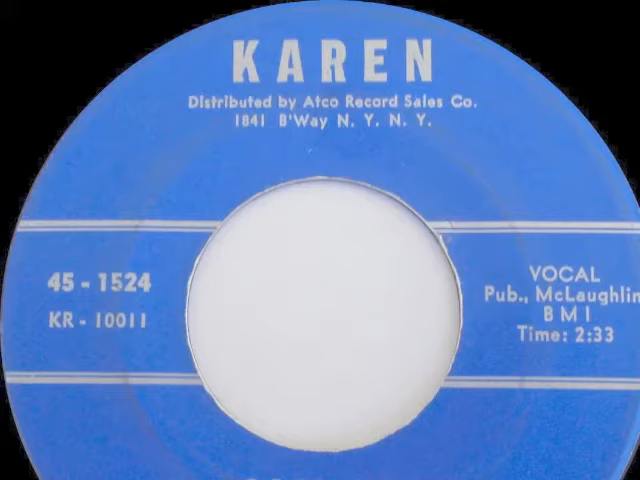 KAREN
Distributed by Atco Record Sales Co.
1841 B'Way N. Y. N. Y.
45 - 1524
KR - 10011
VOCAL
Pub., McLaughlin
BMI
Time: 2:33